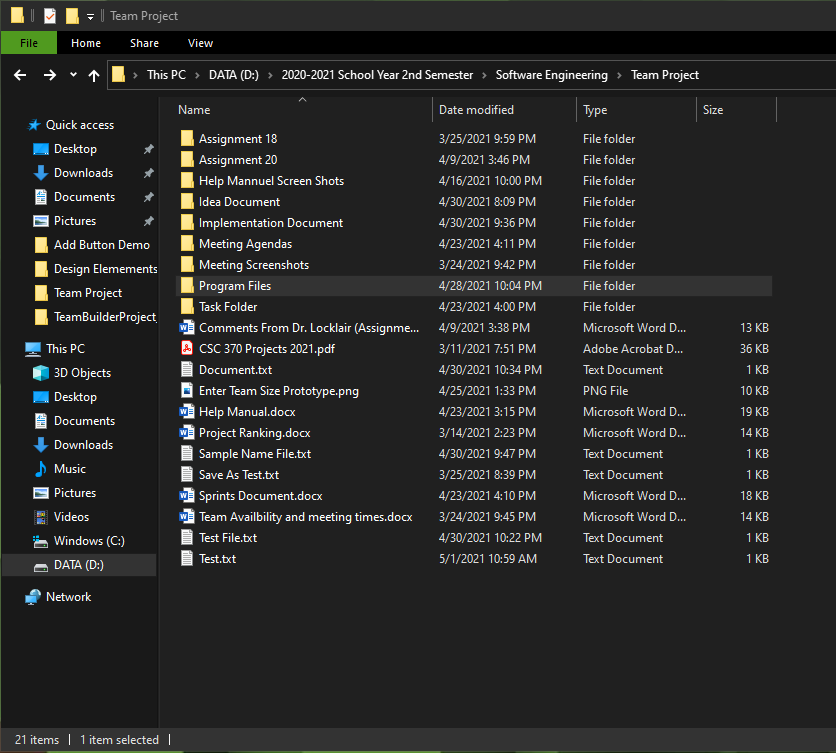 Team Project
File Home Share View
This PC > DATA (D:) > 2020-2021 School Year 2nd Semester > Software Engineering > Team Project
Name Date modified Type Size
Quick access
Desktop
Downloads
Documents
Pictures
Add Button Demo
Design Elemements
Team Project
TeamBuilderProject_
This PC
3D Objects
Desktop
Documents
Downloads
Music
Pictures
Videos
Windows (C:)
DATA (D:)
Network
Assignment 18 3/25/2021 9:59 PM File folder
Assignment 20 4/9/2021 3:46 PM File folder
Help Mannuel Screen Shots 4/16/2021 10:00 PM File folder
Idea Document 4/30/2021 8:09 PM File folder
Implementation Document 4/30/2021 9:36 PM File folder
Meeting Agendas 4/23/2021 4:11 PM File folder
Meeting Screenshots 3/24/2021 9:42 PM File folder
Program Files 4/28/2021 10:04 PM File folder
Task Folder 4/23/2021 4:00 PM File folder
Comments From Dr. Locklair (Assignme... 4/9/2021 3:38 PM Microsoft Word D... 13 KB
CSC 370 Projects 2021.pdf 3/11/2021 7:51 PM Adobe Acrobat D... 36 KB
Document.txt 4/30/2021 10:34 PM Text Document 1 KB
Enter Team Size Prototype.png 4/25/2021 1:33 PM PNG File 10 KB
Help Manual.docx 4/23/2021 3:15 PM Microsoft Word D... 19 KB
Project Ranking.docx 3/14/2021 2:23 PM Microsoft Word D... 14 KB
Sample Name File.txt 4/30/2021 9:47 PM Text Document 1 KB
Save As Test.txt 3/25/2021 8:39 PM Text Document 1 KB
Sprints Document.docx 4/23/2021 4:10 PM Microsoft Word D... 18 KB
Team Availbility and meeting times.docx 3/24/2021 9:45 PM Microsoft Word D... 14 KB
Test File.txt 4/30/2021 10:22 PM Text Document 1 KB
Test.txt 5/1/2021 10:59 AM Text Document 1 KB
21 items 1 item selected